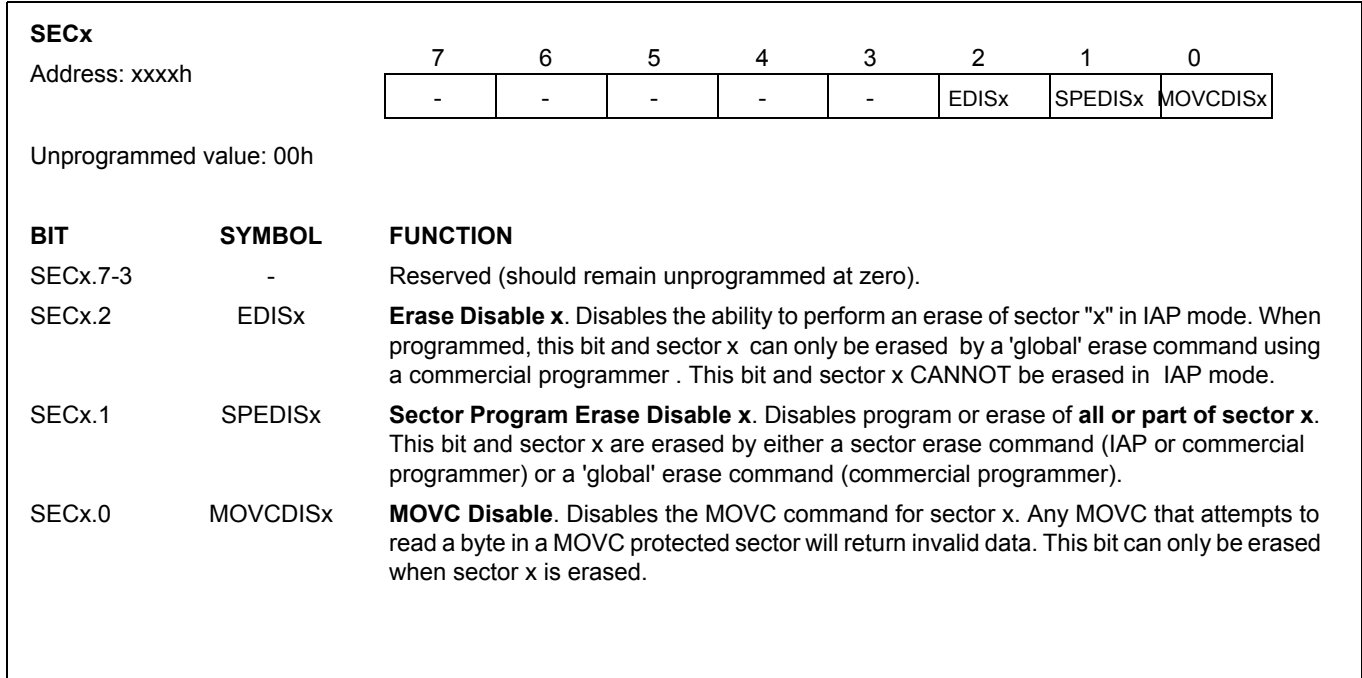 SECx
Address: xxxxh
7 6 5 4 3 2 1 0
- - - - - EDISx SPEDISx MOVCDISx
Unprogrammed value: 00h
BIT SYMBOL FUNCTION
SECx.7-3 - Reserved (should remain unprogrammed at zero).
SECx.2 EDISx Erase Disable x. Disables the ability to perform an erase of sector "x" in IAP mode. When
programmed, this bit and sector x can only be erased by a 'global' erase command using
a commercial programmer . This bit and sector x CANNOT be erased in IAP mode.
SECx.1 SPEDISx Sector Program Erase Disable x. Disables program or erase of all or part of sector x.
This bit and sector x are erased by either a sector erase command (IAP or commercial
programmer) or a 'global' erase command (commercial programmer).
SECx.0 MOVCDISx MOVC Disable. Disables the MOVC command for sector x. Any MOVC that attempts to
read a byte in a MOVC protected sector will return invalid data. This bit can only be erased
when sector x is erased.